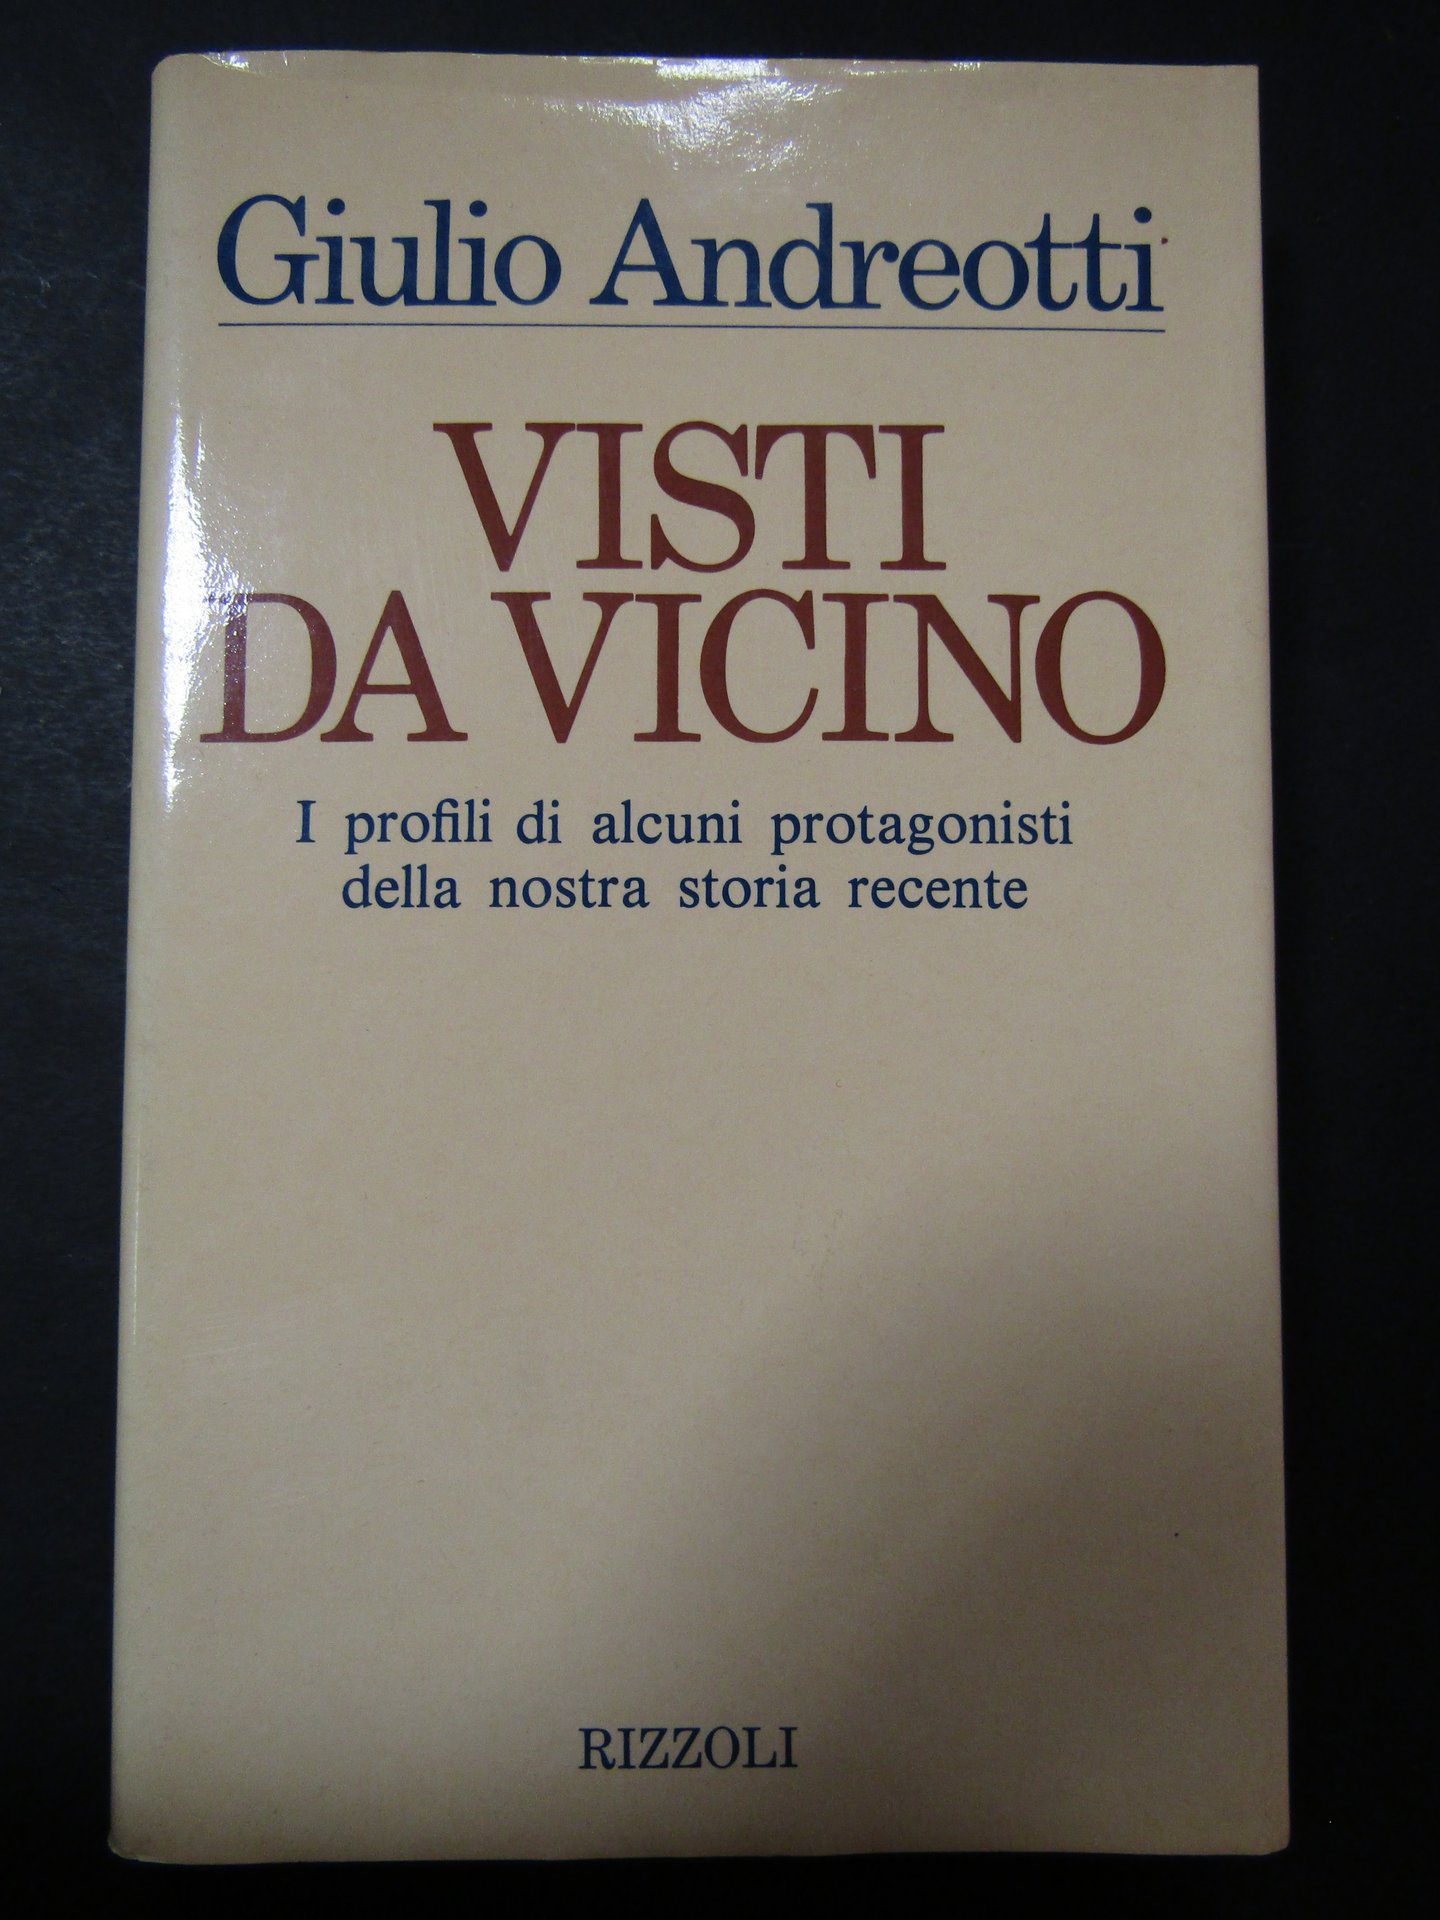 Giulio Andreotti
VISTI
DA VICINO
I profili di alcuni protagonisti
della nostra storia recente
RIZZOLI